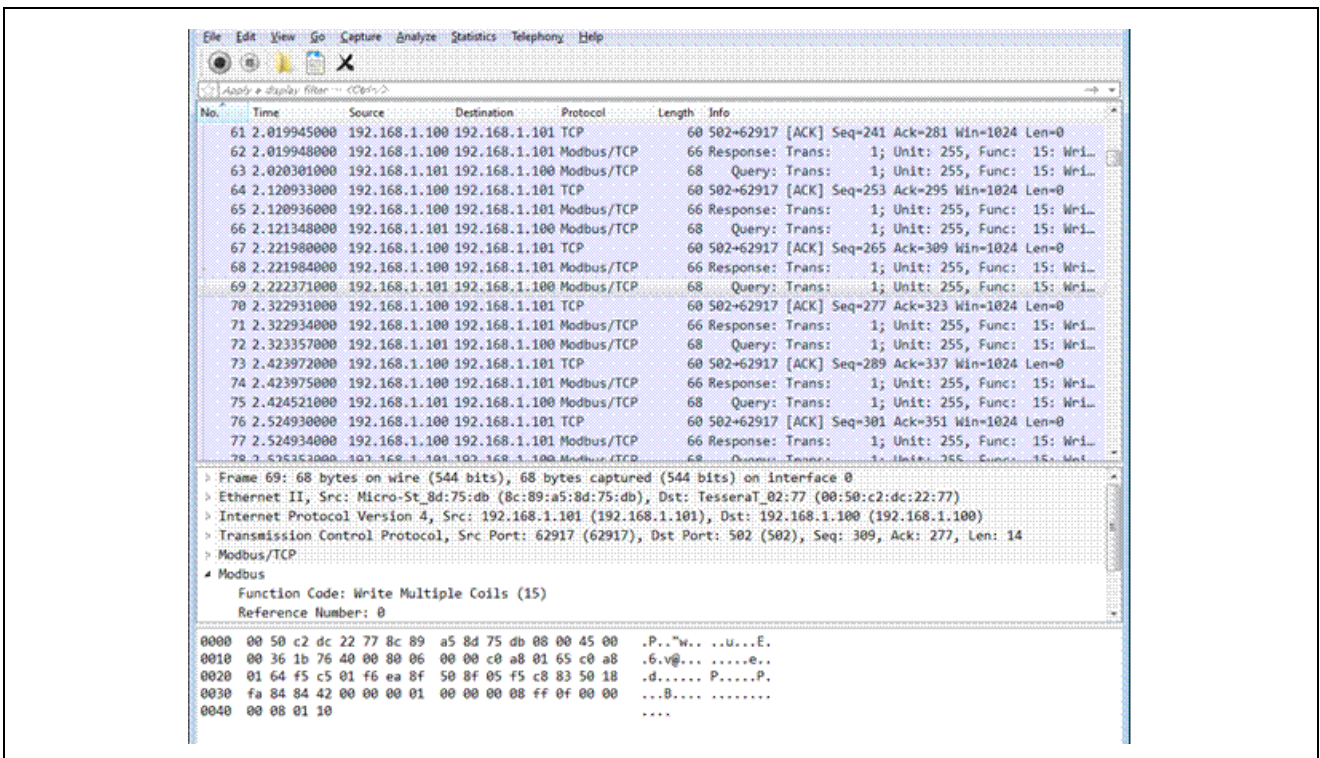 File Edit View Go Capture Analyze Statistics Telephony Help
Apply a display filter ... <Ctrl-/>
No. Time Source Destination Protocol Length Info
61 2.019945000 192.168.1.100 192.168.1.101 TCP 60 502→62917 [ACK] Seq=241 Ack=281 Win=1024 Len=0
62 2.019948000 192.168.1.100 192.168.1.101 Modbus/TCP 66 Response: Trans: 1; Unit: 255, Func: 15: Wri…
63 2.020301000 192.168.1.101 192.168.1.100 Modbus/TCP 68 Query: Trans: 1; Unit: 255, Func: 15: Wri…
64 2.120933000 192.168.1.100 192.168.1.101 TCP 60 502→62917 [ACK] Seq=253 Ack=295 Win=1024 Len=0
65 2.120936000 192.168.1.100 192.168.1.101 Modbus/TCP 66 Response: Trans: 1; Unit: 255, Func: 15: Wri…
66 2.121348000 192.168.1.101 192.168.1.100 Modbus/TCP 68 Query: Trans: 1; Unit: 255, Func: 15: Wri…
67 2.221980000 192.168.1.100 192.168.1.101 TCP 60 502→62917 [ACK] Seq=265 Ack=309 Win=1024 Len=0
68 2.221984000 192.168.1.100 192.168.1.101 Modbus/TCP 66 Response: Trans: 1; Unit: 255, Func: 15: Wri…
69 2.222371000 192.168.1.101 192.168.1.100 Modbus/TCP 68 Query: Trans: 1; Unit: 255, Func: 15: Wri…
70 2.322931000 192.168.1.100 192.168.1.101 TCP 60 502→62917 [ACK] Seq=277 Ack=323 Win=1024 Len=0
71 2.322934000 192.168.1.100 192.168.1.101 Modbus/TCP 66 Response: Trans: 1; Unit: 255, Func: 15: Wri…
72 2.323357000 192.168.1.101 192.168.1.100 Modbus/TCP 68 Query: Trans: 1; Unit: 255, Func: 15: Wri…
73 2.423972000 192.168.1.100 192.168.1.101 TCP 60 502→62917 [ACK] Seq=289 Ack=337 Win=1024 Len=0
74 2.423975000 192.168.1.100 192.168.1.101 Modbus/TCP 66 Response: Trans: 1; Unit: 255, Func: 15: Wri…
75 2.424521000 192.168.1.101 192.168.1.100 Modbus/TCP 68 Query: Trans: 1; Unit: 255, Func: 15: Wri…
76 2.524930000 192.168.1.100 192.168.1.101 TCP 60 502→62917 [ACK] Seq=301 Ack=351 Win=1024 Len=0
77 2.524934000 192.168.1.100 192.168.1.101 Modbus/TCP 66 Response: Trans: 1; Unit: 255, Func: 15: Wri…
78 2.525353000 192.168.1.101 192.168.1.100 Modbus/TCP 68 Query: Trans: 1; Unit: 255, Func: 15: Wri
Frame 69: 68 bytes on wire (544 bits), 68 bytes captured (544 bits) on interface 0
Ethernet II, Src: Micro-St_8d:75:db (8c:89:a5:8d:75:db), Dst: TesseraT_02:77 (00:50:c2:dc:22:77)
Internet Protocol Version 4, Src: 192.168.1.101 (192.168.1.101), Dst: 192.168.1.100 (192.168.1.100)
Transmission Control Protocol, Src Port: 62917 (62917), Dst Port: 502 (502), Seq: 309, Ack: 277, Len: 14
Modbus/TCP
Modbus
Function Code: Write Multiple Coils (15)
Reference Number: 0
0000 00 50 c2 dc 22 77 8c 89 a5 8d 75 db 08 00 45 00 .P.."w.. ..u...E.
0010 00 36 1b 76 40 00 80 06 00 00 c0 a8 01 65 c0 a8 .6.v@... .....e..
0020 01 64 f5 c5 01 f6 ea 8f 50 8f 05 f5 c8 83 50 18 .d...... P.....P.
0030 fa 84 84 42 00 00 00 01 00 00 00 08 ff 0f 00 00 ...B.... ........
0040 00 08 01 10 ....